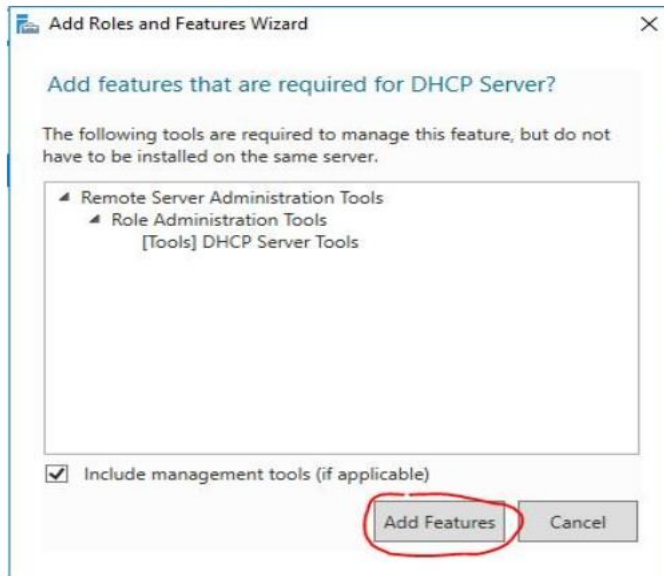 Add Roles and Features Wizard
Add features that are required for DHCP Server?
The following tools are required to manage this feature, but do not
have to be installed on the same server.
Remote Server Administration Tools
Role Administration Tools
[Tools] DHCP Server Tools
Include management tools (if applicable)
Add Features Cancel